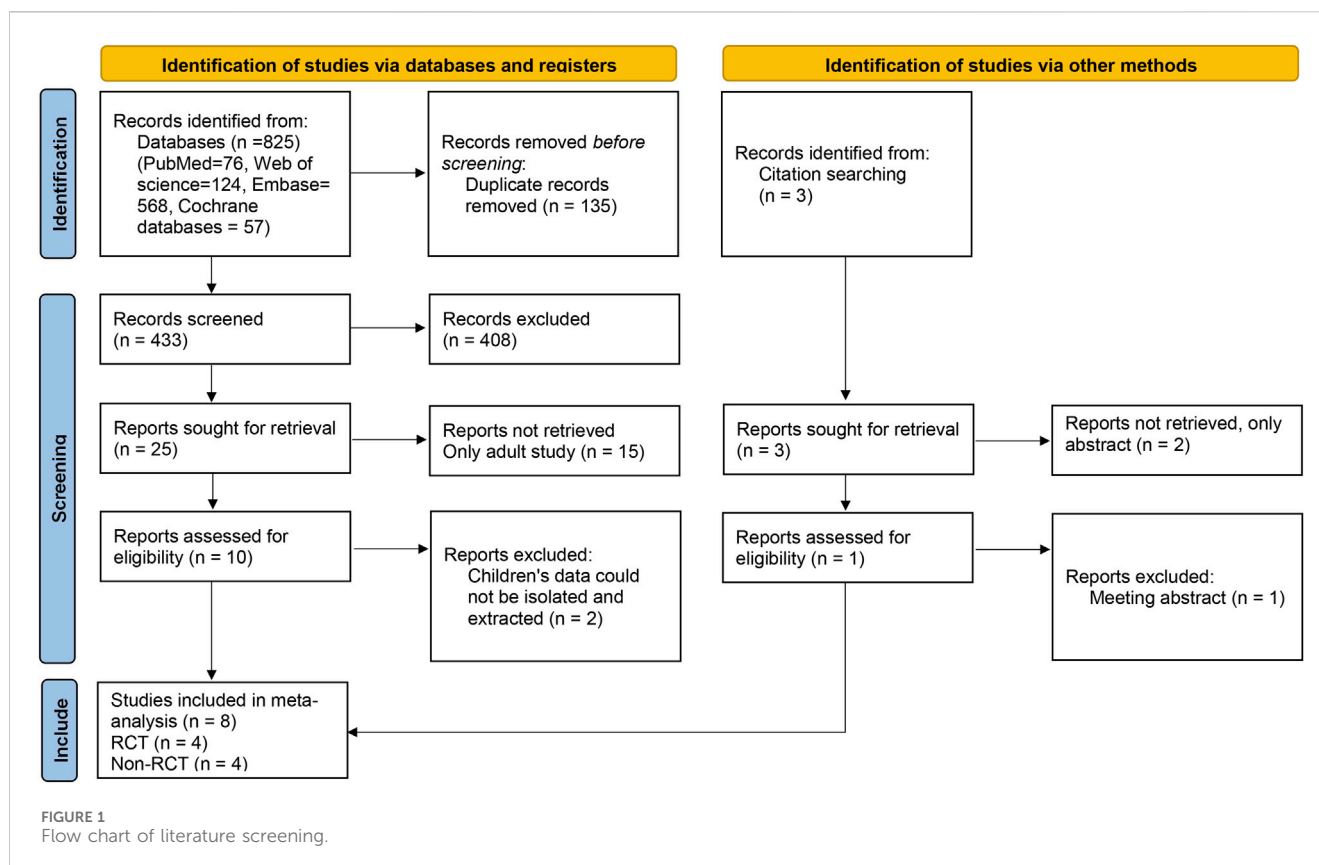 Identification of studies via databases and registers
Identification of studies via other methods
Identification
Records identified from:
Databases (n =825)
(PubMed=76, Web of
science=124, Embase=
568, Cochrane
databases = 57)
Records removed before
screening:
Duplicate records
removed (n = 135)
Records identified from:
Citation searching
(n = 3)
Screening
Records screened
(n = 433)
Records excluded
(n = 408)
Reports sought for retrieval
(n = 25)
Reports not retrieved
Only adult study (n = 15)
Reports sought for retrieval
(n = 3)
Reports not retrieved, only
abstract (n = 2)
Reports assessed for
eligibility (n = 10)
Reports excluded:
Children's data could
not be isolated and
extracted (n = 2)
Reports assessed for
eligibility (n = 1)
Reports excluded:
Meeting abstract (n = 1)
Include
Studies included in meta-
analysis (n = 8)
RCT (n = 4)
Non-RCT (n = 4)
FIGURE 1
Flow chart of literature screening.